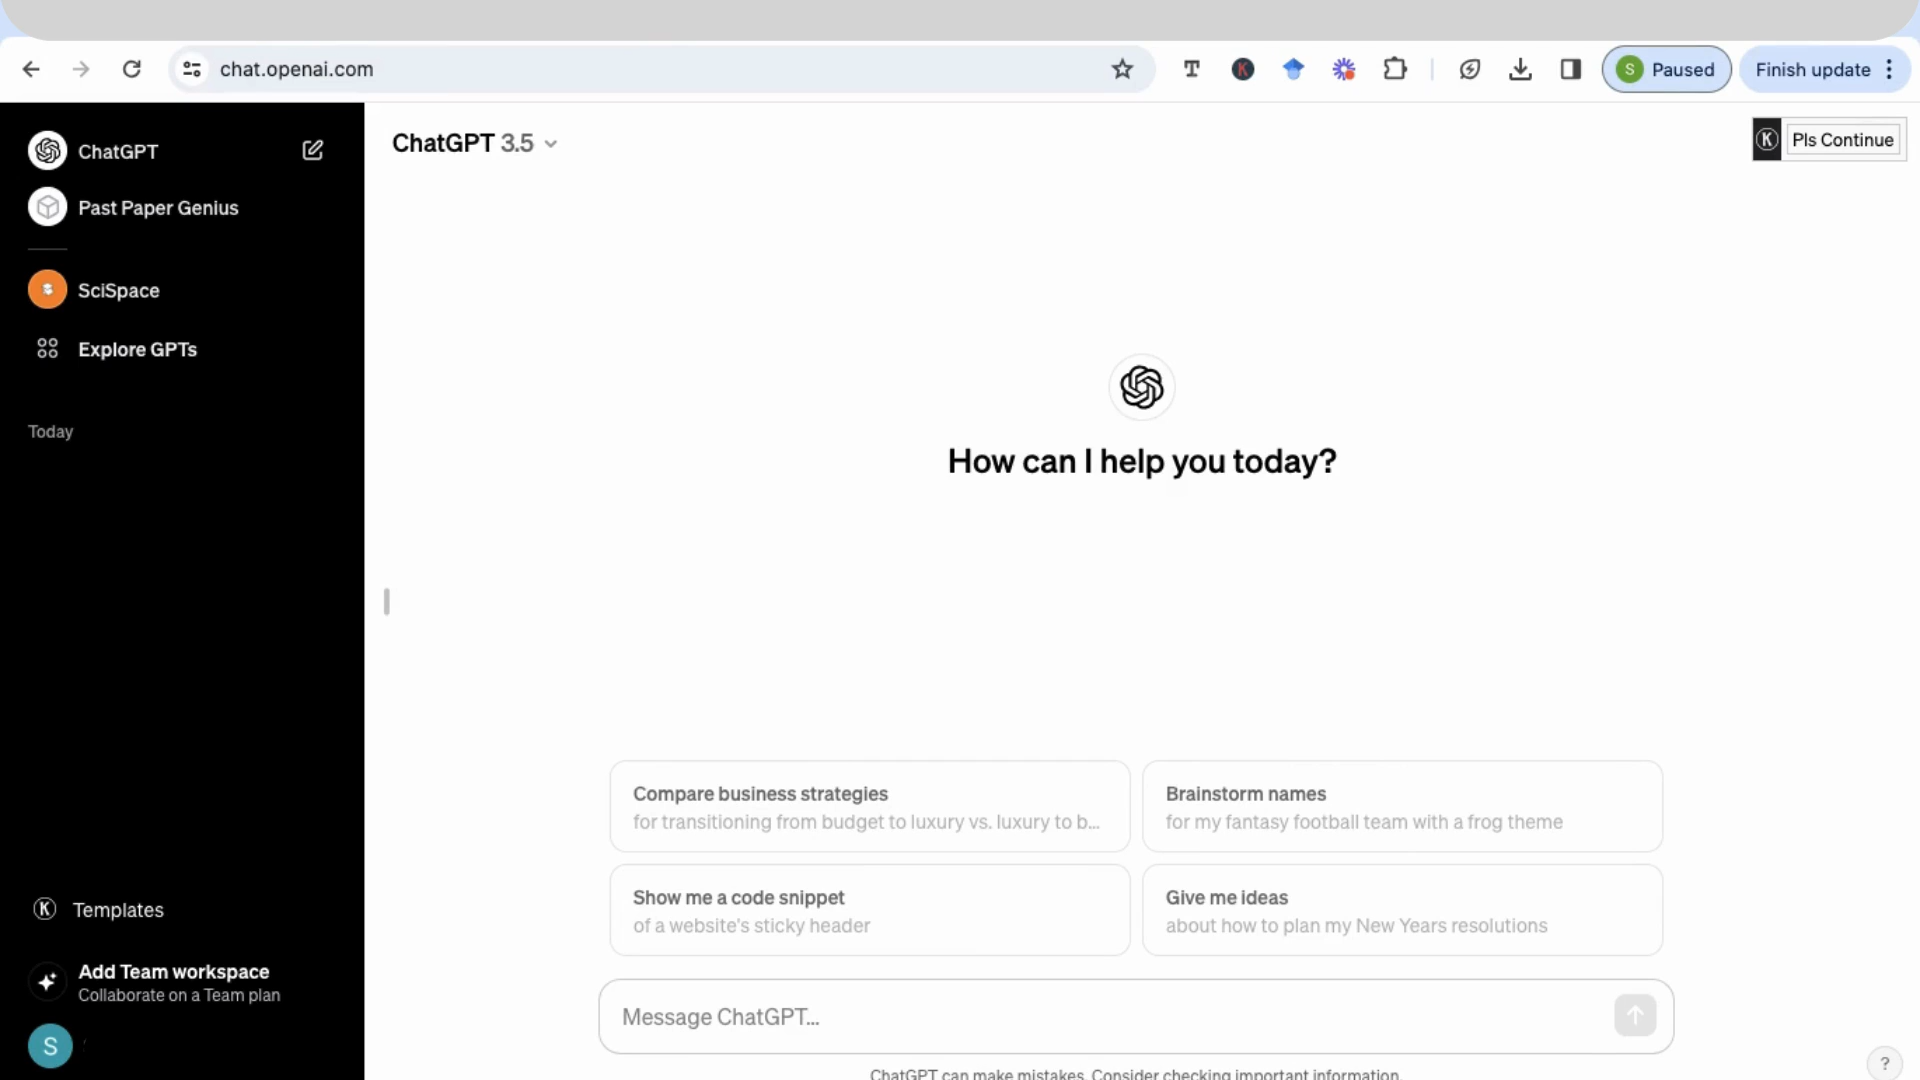 chat.openai.com
S
Paused
Finish update
ChatGPT
Past Paper Genius
SciSpace
Explore GPTs
Today
Templates
Add Team workspace
Collaborate on a Team plan
S
ChatGPT 3.5
K
Pls Continue
How can I help you today?
Compare business strategies
for transitioning from budget to luxury vs. luxury to b...
Brainstorm names
for my fantasy football team with a frog theme
Show me a code snippet
of a website's sticky header
Give me ideas
about how to plan my New Years resolutions
Message ChatGPT...
ChatGPT can make mistakes. Consider checking important information.
?